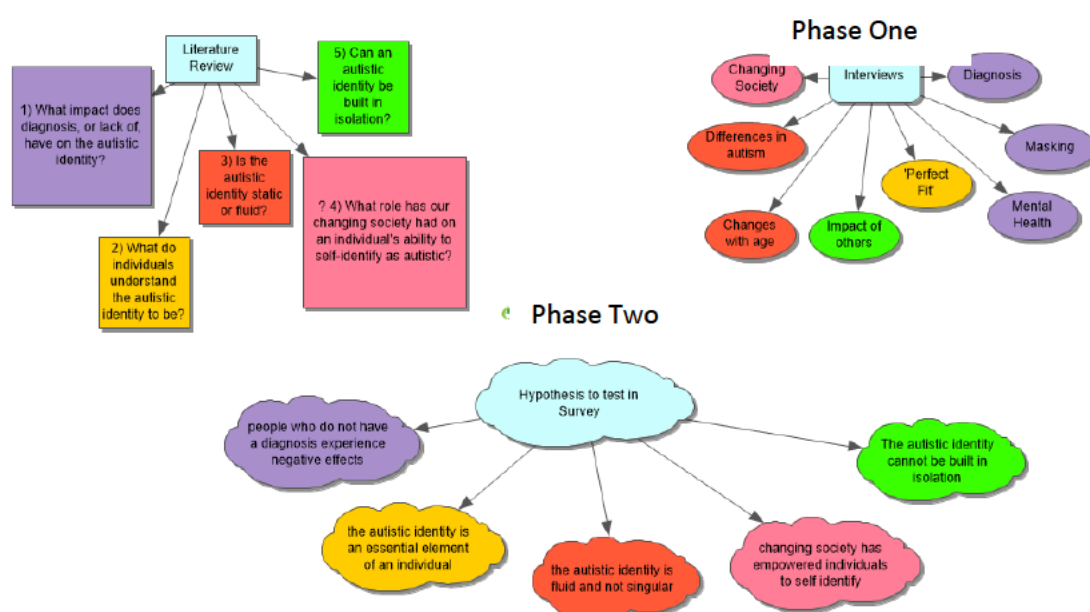 Literature
Review
1) What impact does
diagnosis, or lack of,
have on the autistic
identity?
2) What do
individuals
understand
the autistic
identity to be?
3) Is the
autistic
identity static
or fluid?
? 4) What role has our
changing society had on
an individual's ability to
self-identify as autistic?
5) Can an
autistic
identity be
built in
isolation?
Phase One
Interviews
Changing
Society
Differences in
autism
Changes
with age
Impact of
others
'Perfect
Fit'
Mental
Health
Masking
Diagnosis
Phase Two
Hypothesis to test in
Survey
people who do not have
a diagnosis experience
negative effects
the autistic identity is
an essential element
of an individual
the autistic identity is
fluid and not singular
changing society has
empowered individuals
to self identify
The autistic identity
cannot be built in
isolation